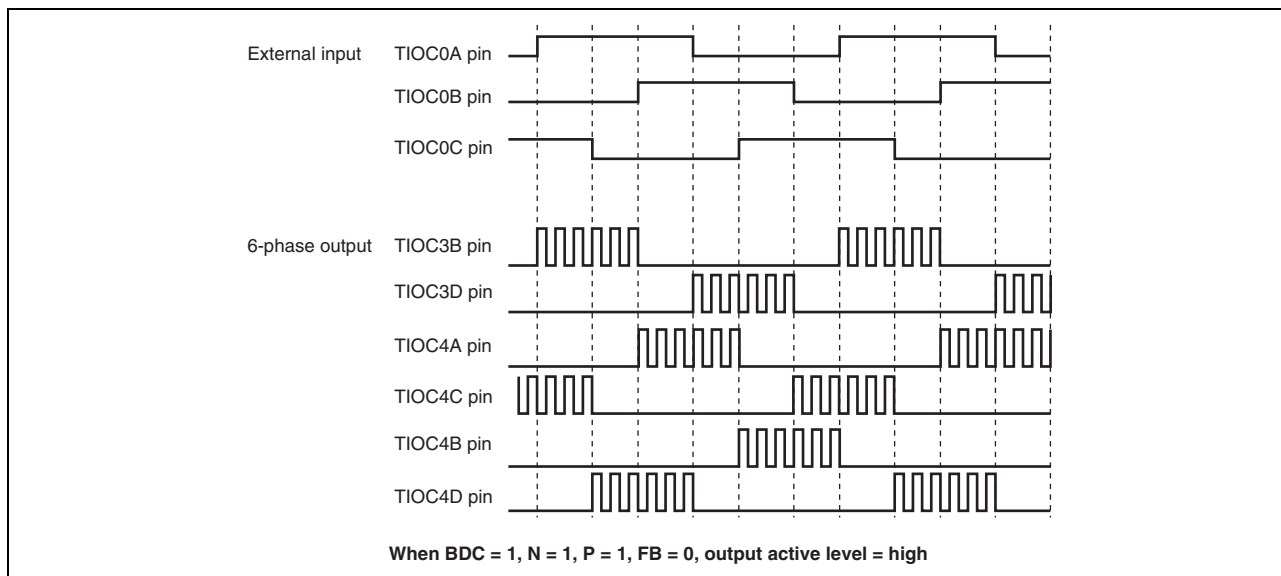 External input TIOC0A pin
TIOC0B pin
TIOC0C pin
6-phase output TIOC3B pin
TIOC3D pin
TIOC4A pin
TIOC4C pin
TIOC4B pin
TIOC4D pin
When BDC = 1, N = 1, P = 1, FB = 0, output active level = high